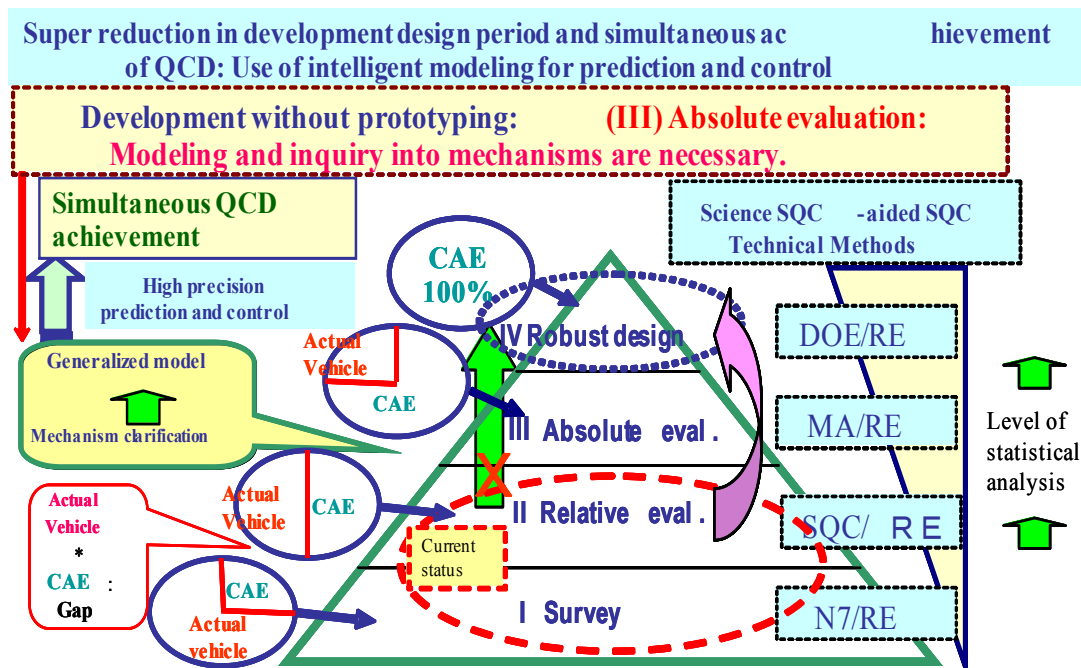 Super reduction in development design period and simultaneous ac hievement
of QCD: Use of intelligent modeling for prediction and control
Development without prototyping: (III) Absolute evaluation:
Modeling and inquiry into mechanisms are necessary.
Simultaneous QCD
achievement
High precision
prediction and control
Generalized model
Mechanism clarification
Actual
Vehicle
*
CAE :
Gap
CAE
100%
Actual
Vehicle
CAE
Actual
Vehicle
CAE
CAE
Actual
vehicle
IV Robust design
III Absolute eval .
X
II Relative eval .
Current
status
I Survey
Science SQC -aided SQC
Technical Methods
DOE/RE
MA/RE
SQC/ RE
N7/RE
Level of
statistical
analysis